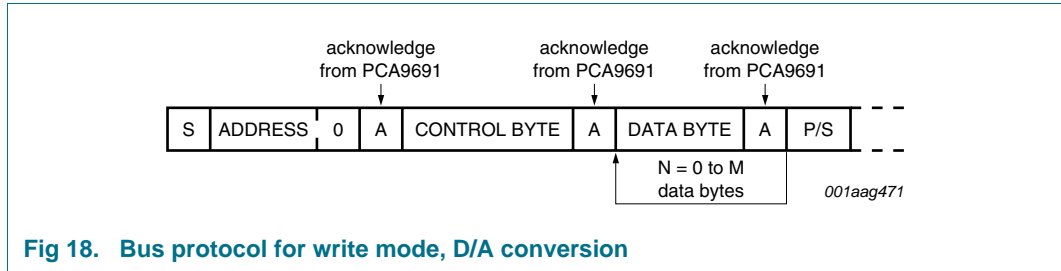 acknowledge acknowledge acknowledge
from PCA9691 from PCA9691 from PCA9691
S ADDRESS 0 A CONTROL BYTE A DATA BYTE A P/S
N = 0 to M
data bytes
001aag471
Fig 18. Bus protocol for write mode, D/A conversion